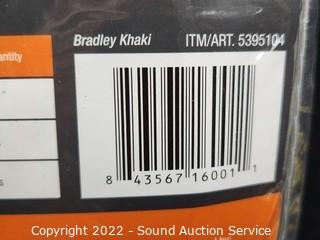 Bradley Khaki ITM/ART. 5395104
antity
8 43567 16001 1
Copyright 2022 - Sound Auction Service